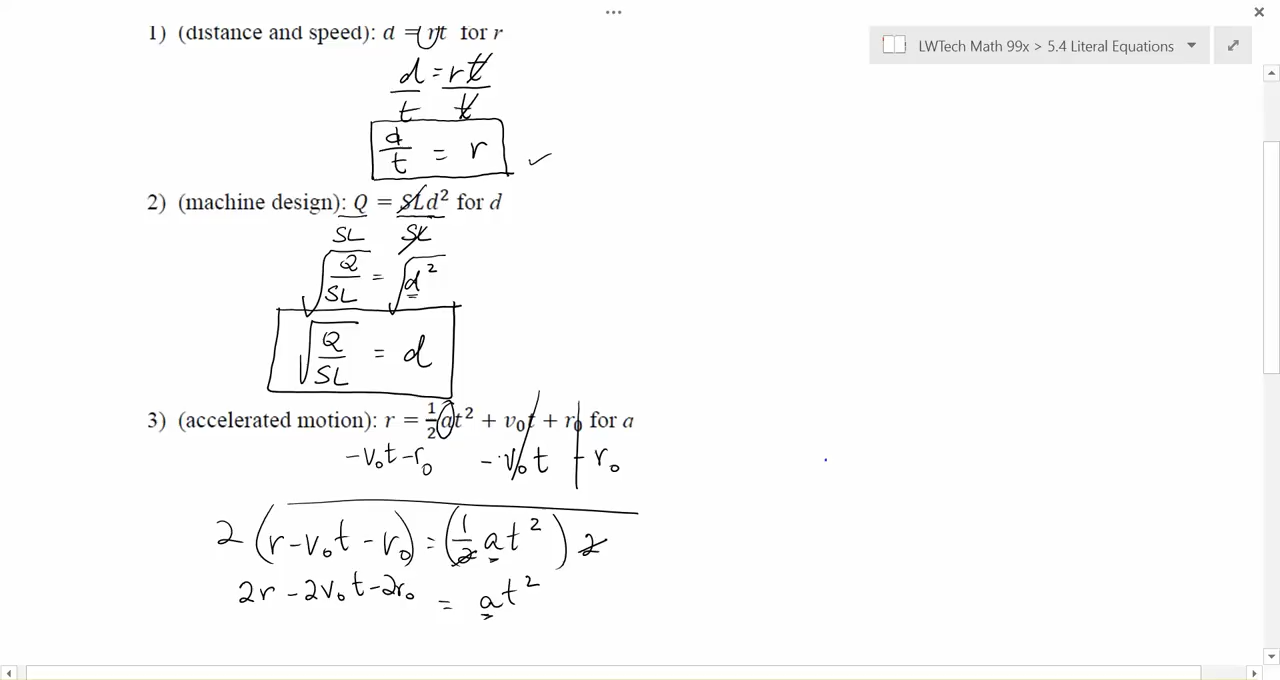 LWTech Math 99x > 5.4 Literal Equations
1) (distance and speed): d = rt for r
d = rt
t t
d/t = r ✓
2) (machine design): Q = SLd² for d
SL SL
√(Q/SL) = √(d²)
√(Q/SL) = d
3) (accelerated motion): r = ½at² + v₀t + r₀ for a
-v₀t - r₀ - v₀t - r₀
2(r - v₀t - r₀) = (½at²)2
2r - 2v₀t - 2r₀ = at²